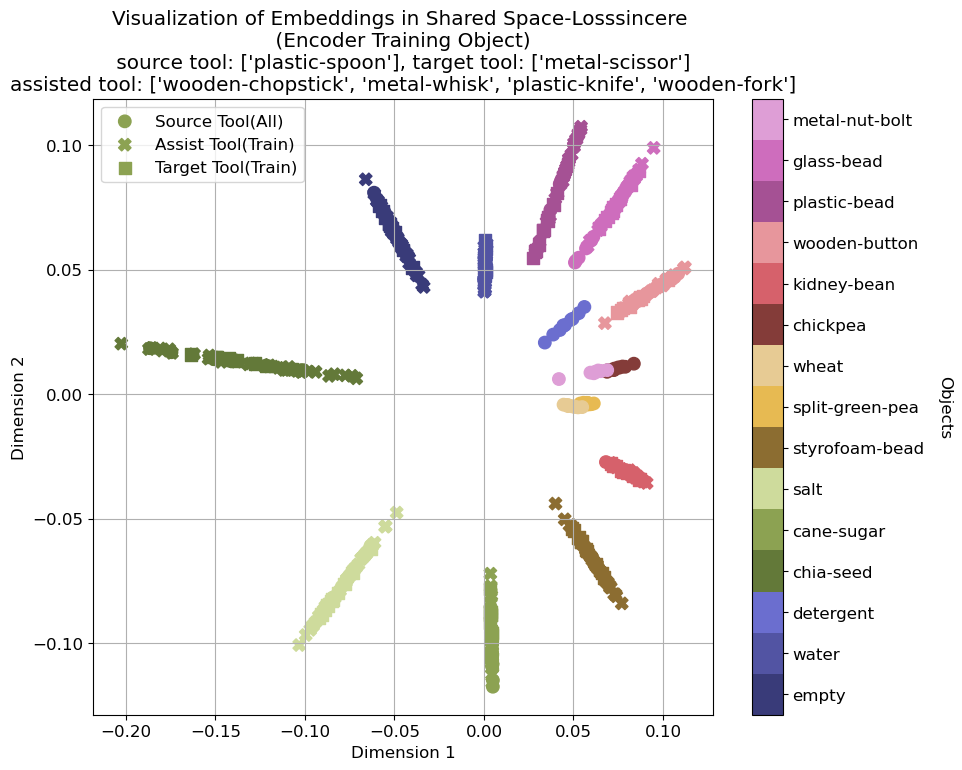 Visualization of Embeddings in Shared Space-Losssincere
(Encoder Training Object)
source tool: ['plastic-spoon'], target tool: ['metal-scissor']
assisted tool: ['wooden-chopstick', 'metal-whisk', 'plastic-knife', 'wooden-fork']
Source Tool(All)
Assist Tool(Train)
Target Tool(Train)
0.10
0.05
0.00
−0.05
−0.10
Dimension 2
−0.20
−0.15
−0.10
−0.05
0.00
0.05
0.10
Dimension 1
metal-nut-bolt
glass-bead
plastic-bead
wooden-button
kidney-bean
chickpea
wheat
split-green-pea
styrofoam-bead
salt
cane-sugar
chia-seed
detergent
water
empty
Objects